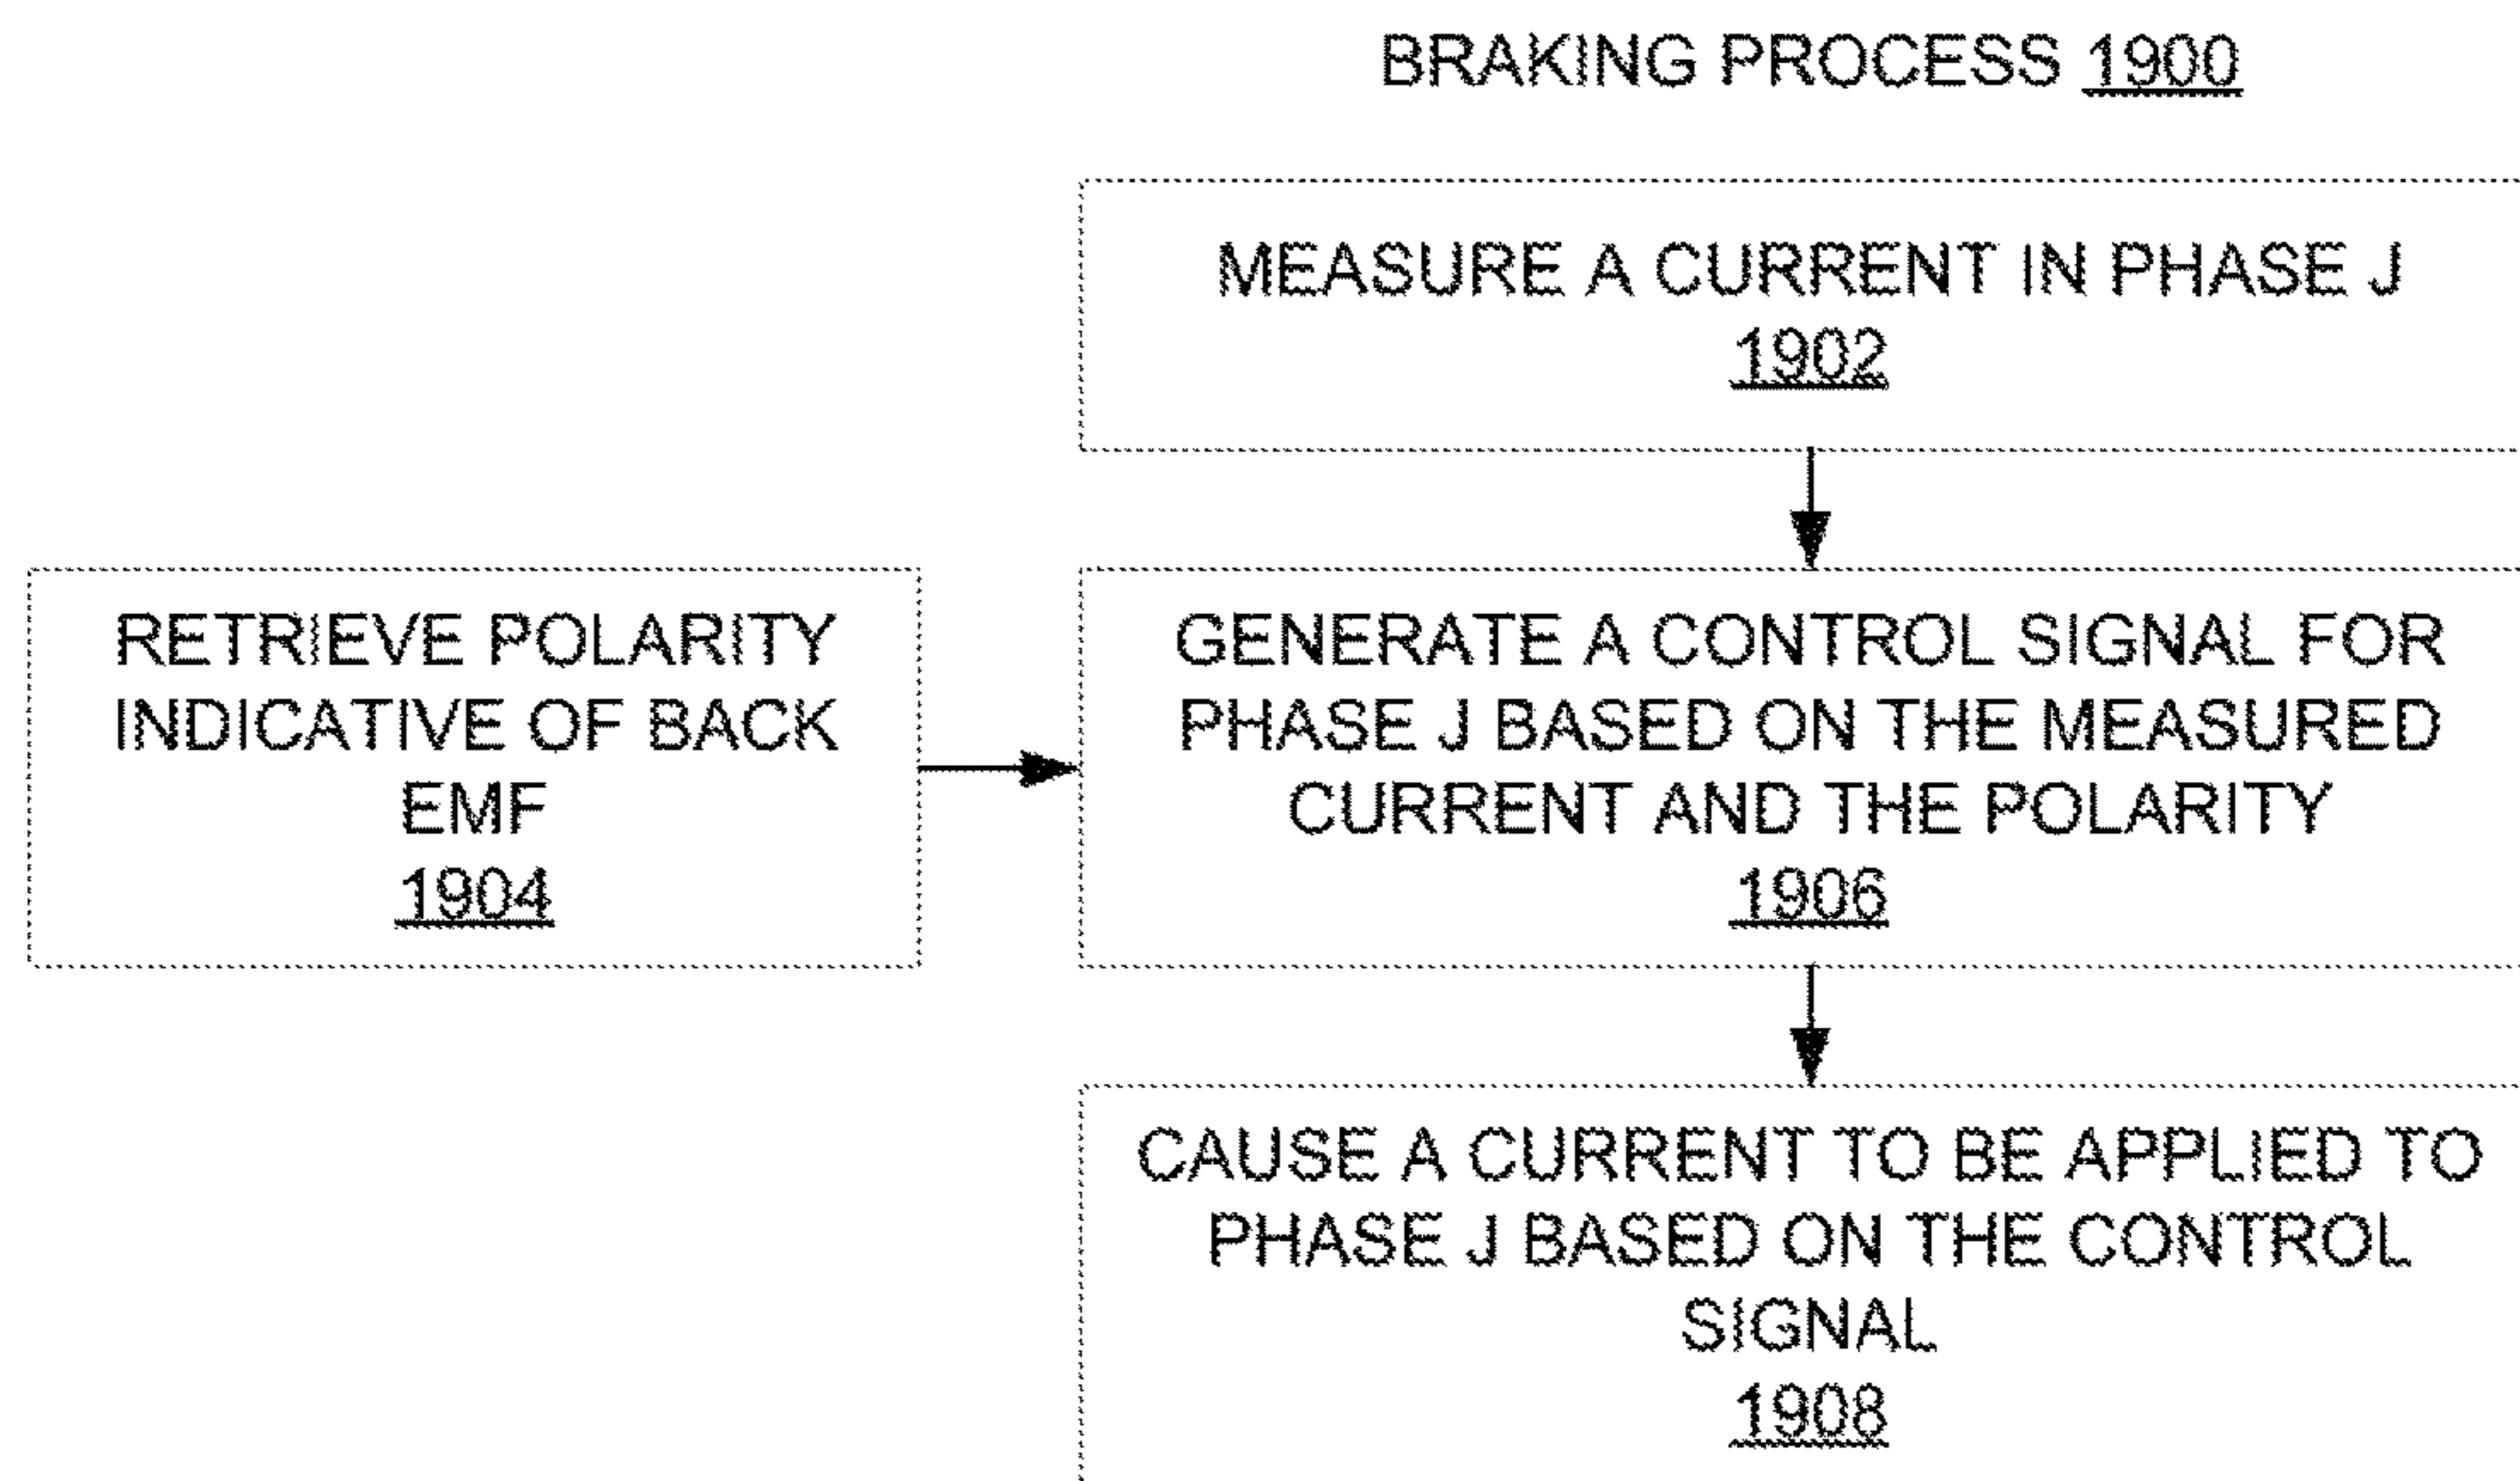 BRAKING PROCESS 1900
MEASURE A CURRENT IN PHASE J
1902
RETRIEVE POLARITY
INDICATIVE OF BACK
EMF
1904
GENERATE A CONTROL SIGNAL FOR
PHASE J BASED ON THE MEASURED
CURRENT AND THE POLARITY
1906
CAUSE A CURRENT TO BE APPLIED TO
PHASE J BASED ON THE CONTROL
SIGNAL
1908